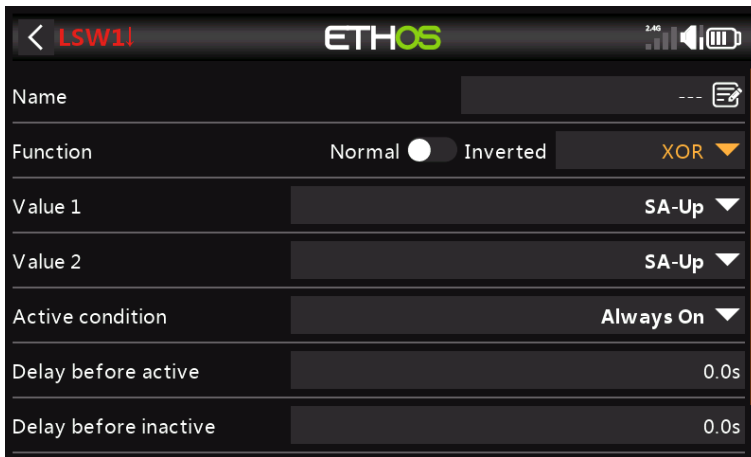 LSW1↓ ETHOS 2.4G
Name ---
Function Normal Inverted XOR
Value 1 SA-Up
Value 2 SA-Up
Active condition Always On
Delay before active 0.0s
Delay before inactive 0.0s